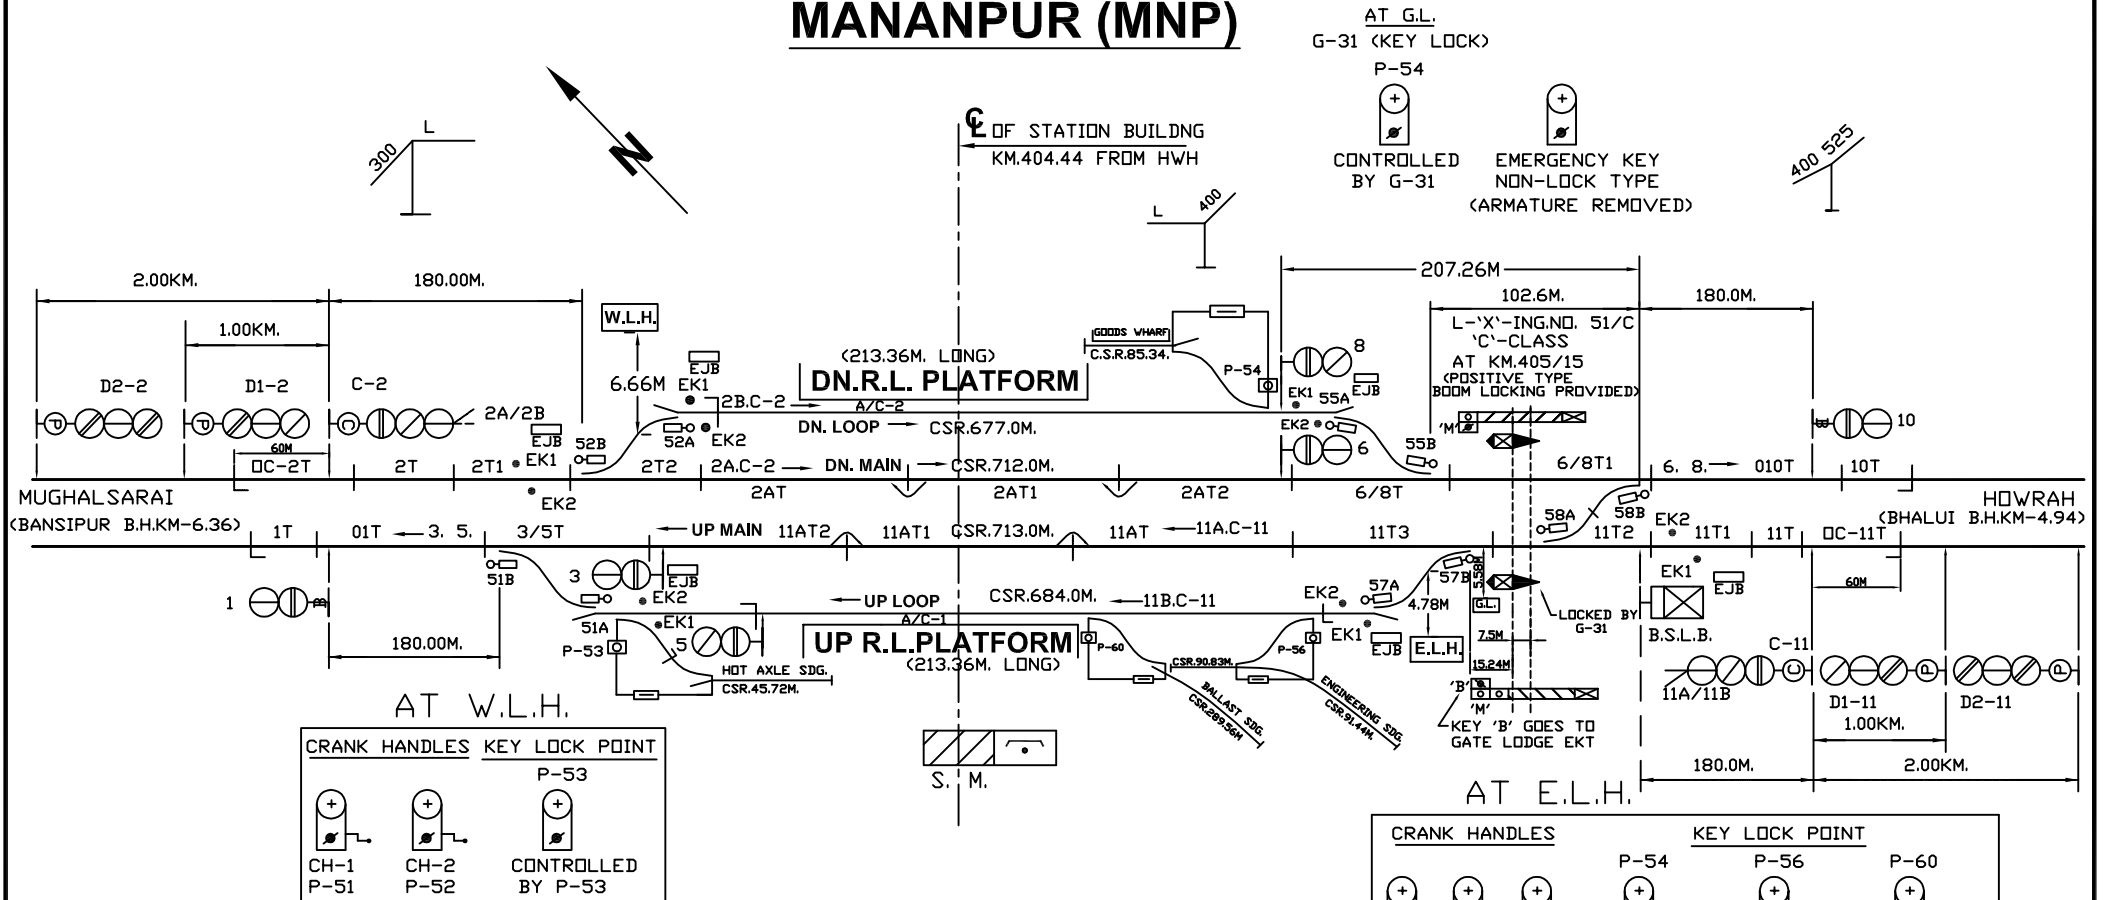 MANANPUR (MNP)
AT G.L.
G-31 (KEY LOCK)
P-54
CONTROLLED
BY G-31
EMERGENCY KEY
NON-LOCK TYPE
(ARMATURE REMOVED)
400 525
300
L
N
OF STATION BUILDNG
KM.404.44 FROM HWH
L
400
2.00KM.
180.00M.
1.00KM.
W.L.H.
6.66M
207.26M
102.6M.
180.0M.
L-'X'-ING.NO. 51/C
'C'-CLASS
AT KM.405/15
(POSITIVE TYPE
BOOM LOCKING PROVIDED)
GOODS WHARF
C.S.R.85.34.
P-54
8
EJB
EK1
55A
EK2
6
55B
'M'
10
B
D2-2
D1-2
C-2
P
P
C
2A/2B
60M
EJB
EK1
EJB
EK1
52B
52A
EK2
(213.36M. LONG)
DN.R.L. PLATFORM
2B.C-2
A/C-2
DN. LOOP
CSR.677.0M.
OC-2T
2T
2T1
2T2
2A.C-2
DN. MAIN
CSR.712.0M.
6/8T1
6. 8.
010T
10T
MUGHALSARAI
(BANSIPUR B.H.KM-6.36)
EK2
2AT
2AT1
2AT2
6/8T
58A
58B
HOWRAH
(BHALUI B.H.KM-4.94)
1T
01T
3. 5.
3/5T
UP MAIN
11AT2
11AT1
CSR.713.0M.
11AT
11A.C-11
11T3
11T2
EK2
11T1
11T
OC-11T
EK1
EJB
60M
1
B
51B
3
EJB
EK2
51A
EK1
5
UP LOOP
A/C-1
CSR.684.0M.
11B.C-11
EK2
57A
57B
4.78M
5.58M
G.L.
EK1
EJB
E.L.H.
7.5M
15.24M
LOCKED BY
G-31
B.S.L.B.
180.00M.
P-53
HOT AXLE SDG.
CSR.45.72M.
UP R.L.PLATFORM
(213.36M. LONG)
P-60
CSR.90.83M.
P-56
BALLAST SDG.
CSR.289.56M
ENGINEERING SDG.
CSR.91.44M.
'B'
'M'
KEY 'B' GOES TO
GATE LODGE EKT
C-11
11A/11B
C
P
P
D1-11
D2-11
1.00KM.
180.0M.
2.00KM.
S. M.
AT W.L.H.
CRANK HANDLES
KEY LOCK POINT
P-53
CH-1
P-51
CH-2
P-52
CONTROLLED
BY P-53
AT E.L.H.
CRANK HANDLES
KEY LOCK POINT
P-54
P-56
P-60